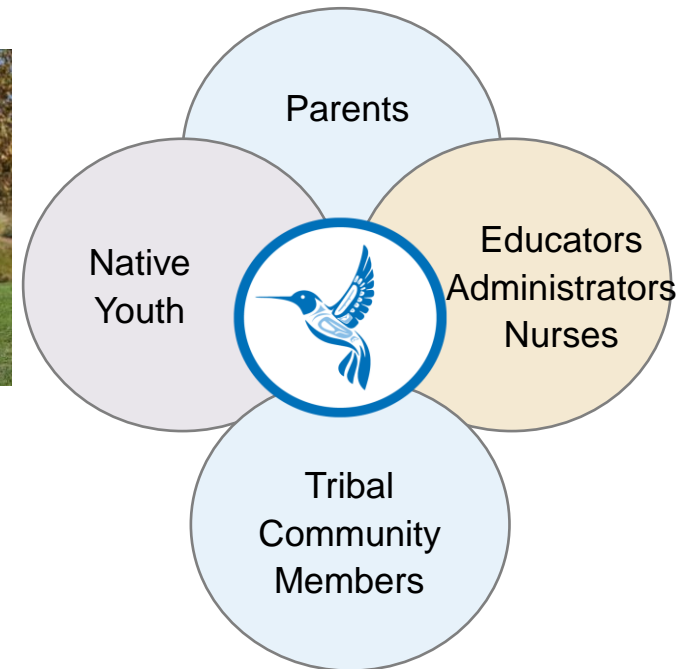 Parents
Native
Youth
Educators
Administrators
Nurses
Tribal
Community
Members